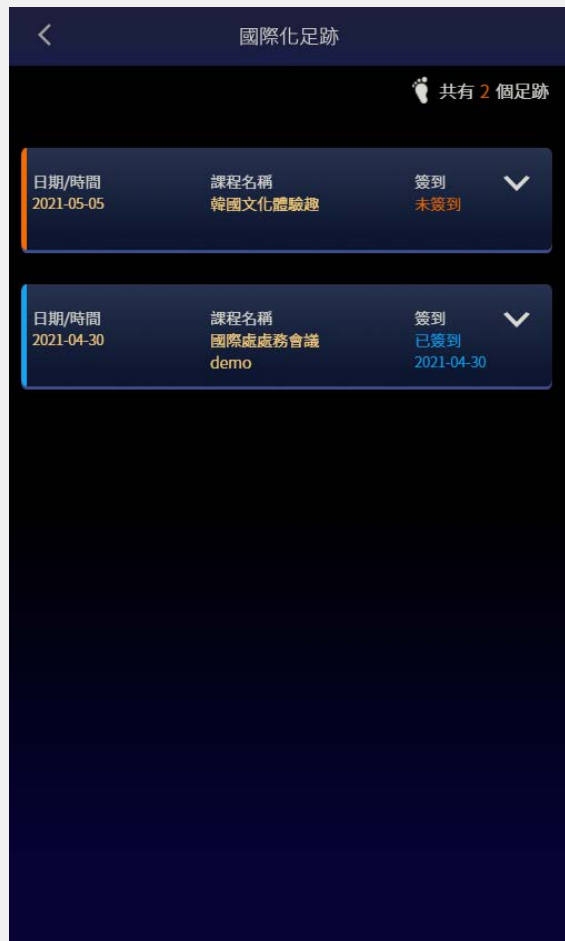 國際化足跡
共有 2 個足跡
日期/時間 課程名稱 簽到
2021-05-05 韓國文化體驗趣 未簽到
日期/時間 課程名稱 簽到
2021-04-30 國際處處務會議 已簽到
demo 2021-04-30